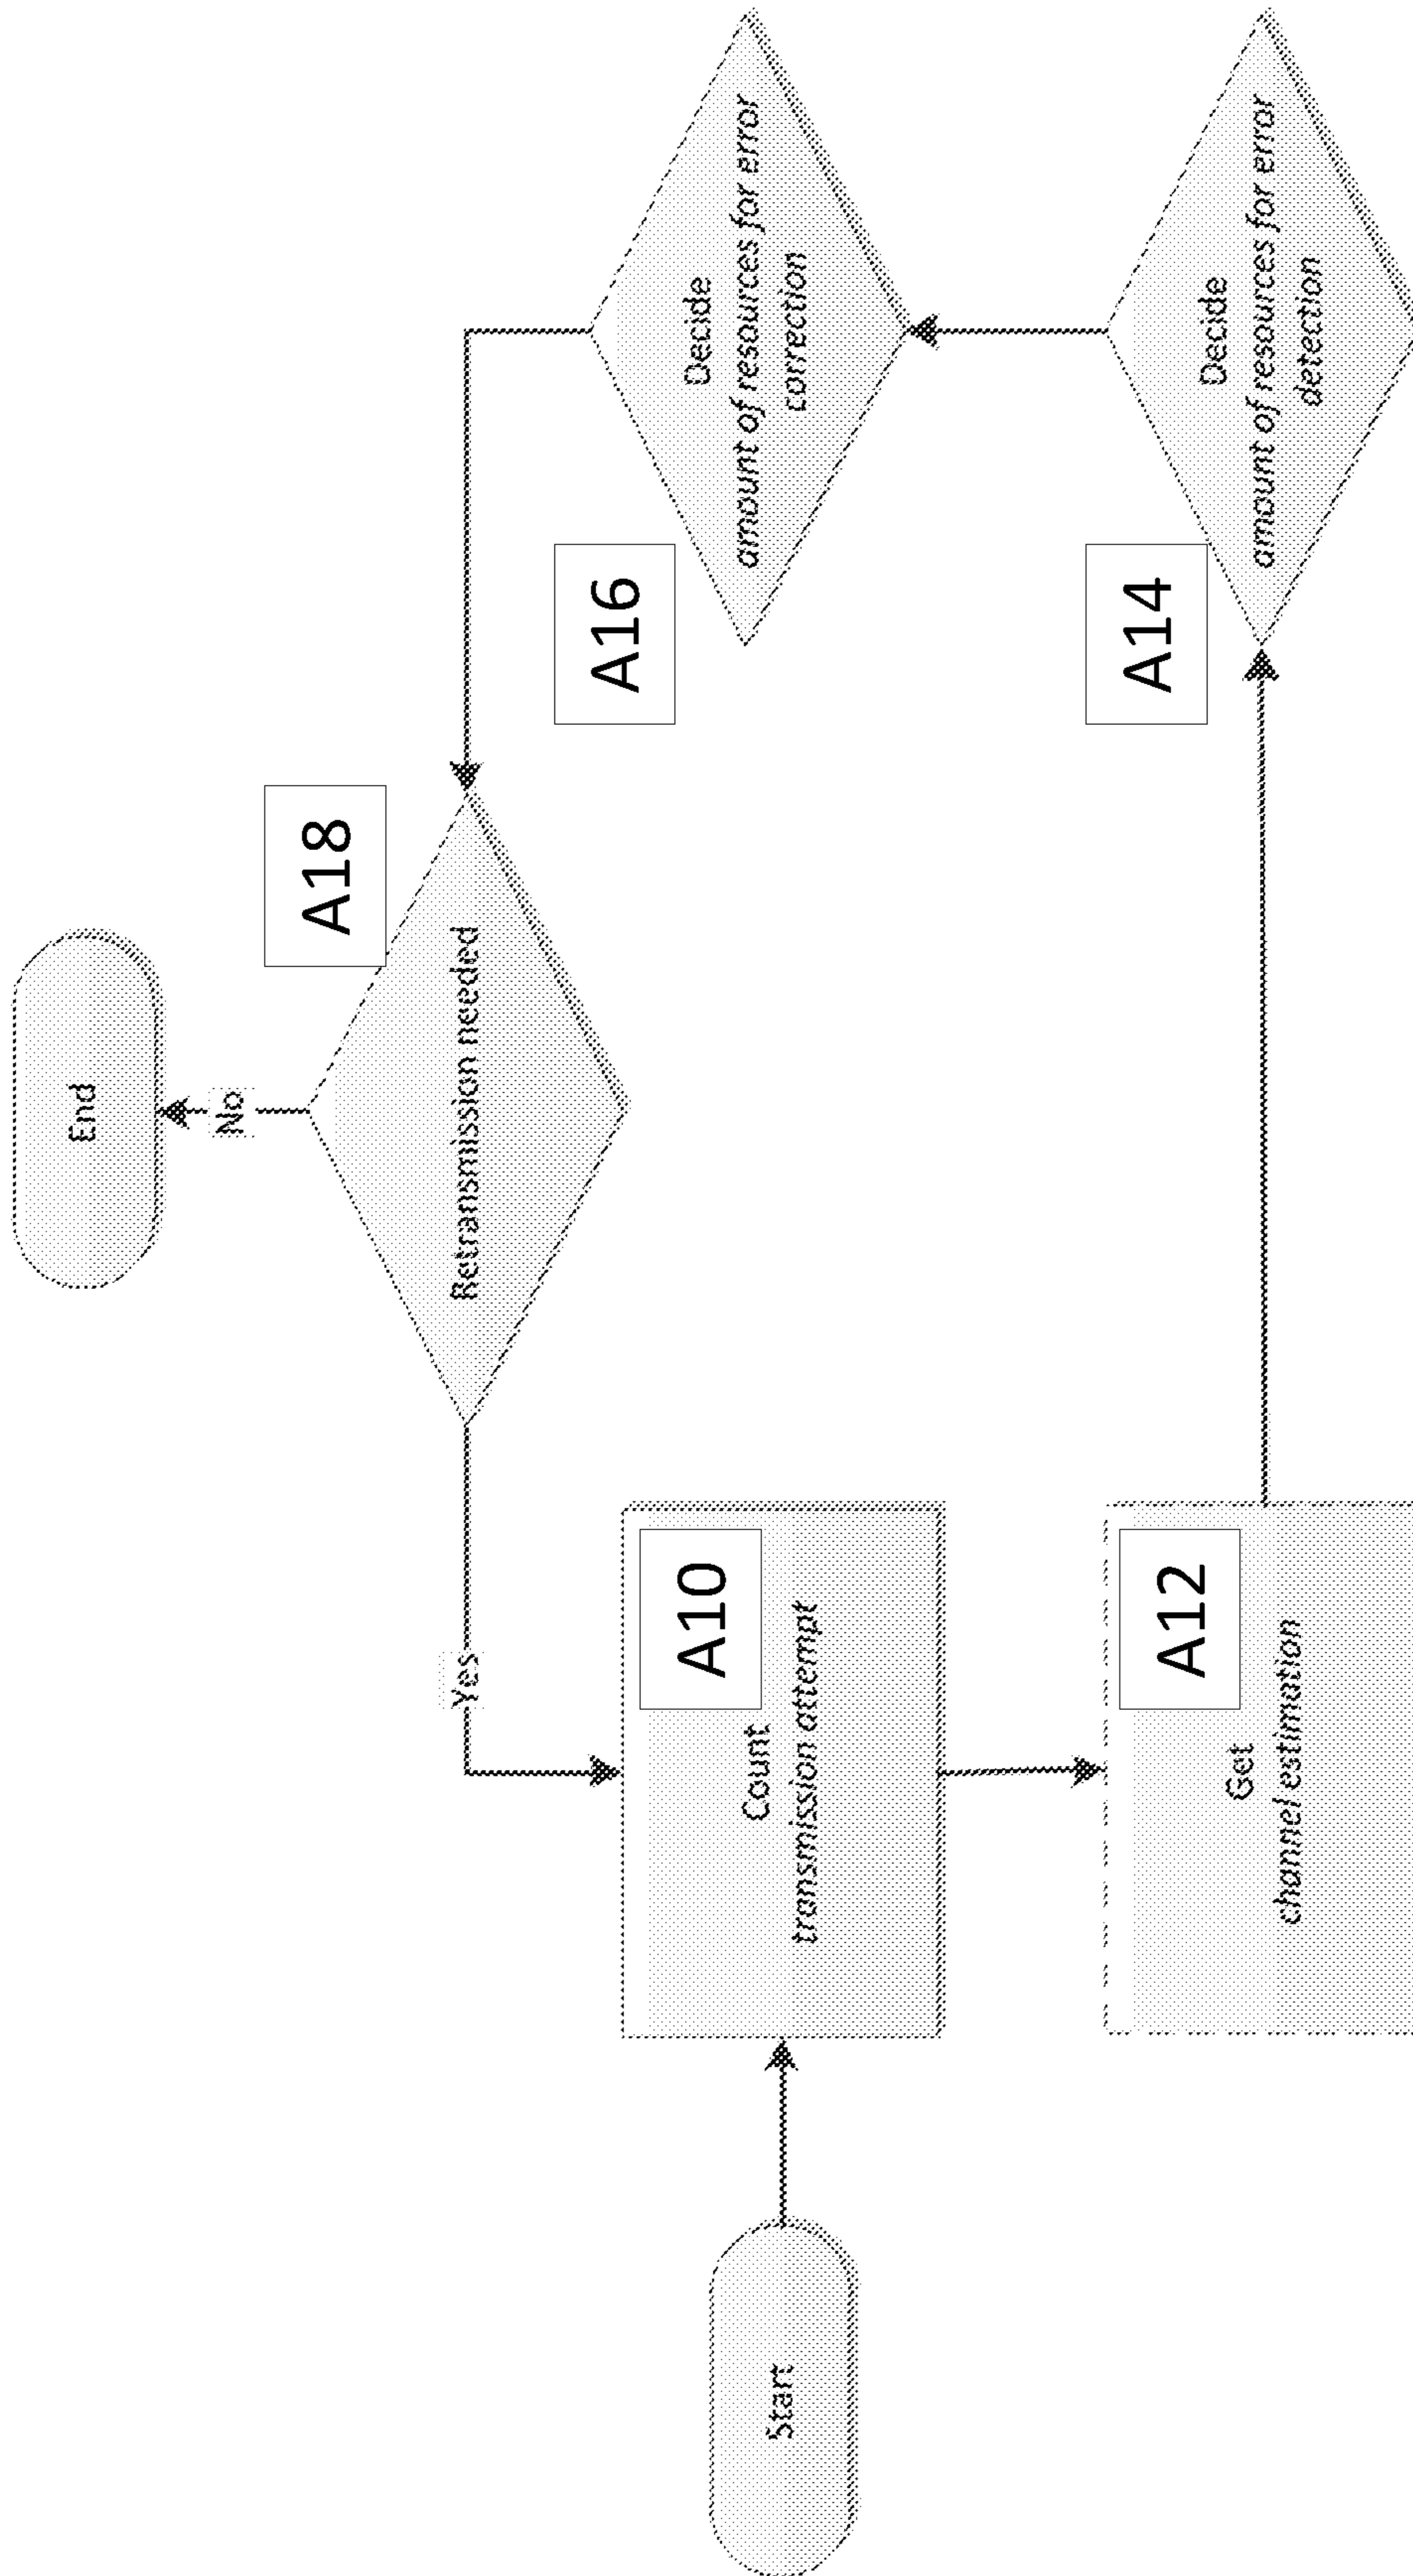 Start
A10
Count
transmission attempt
A12
Get
channel estimation
A14
Decide
amount of resources for error
detection
A16
Decide
amount of resources for error
correction
A18
Retransmission needed
Yes
No
End